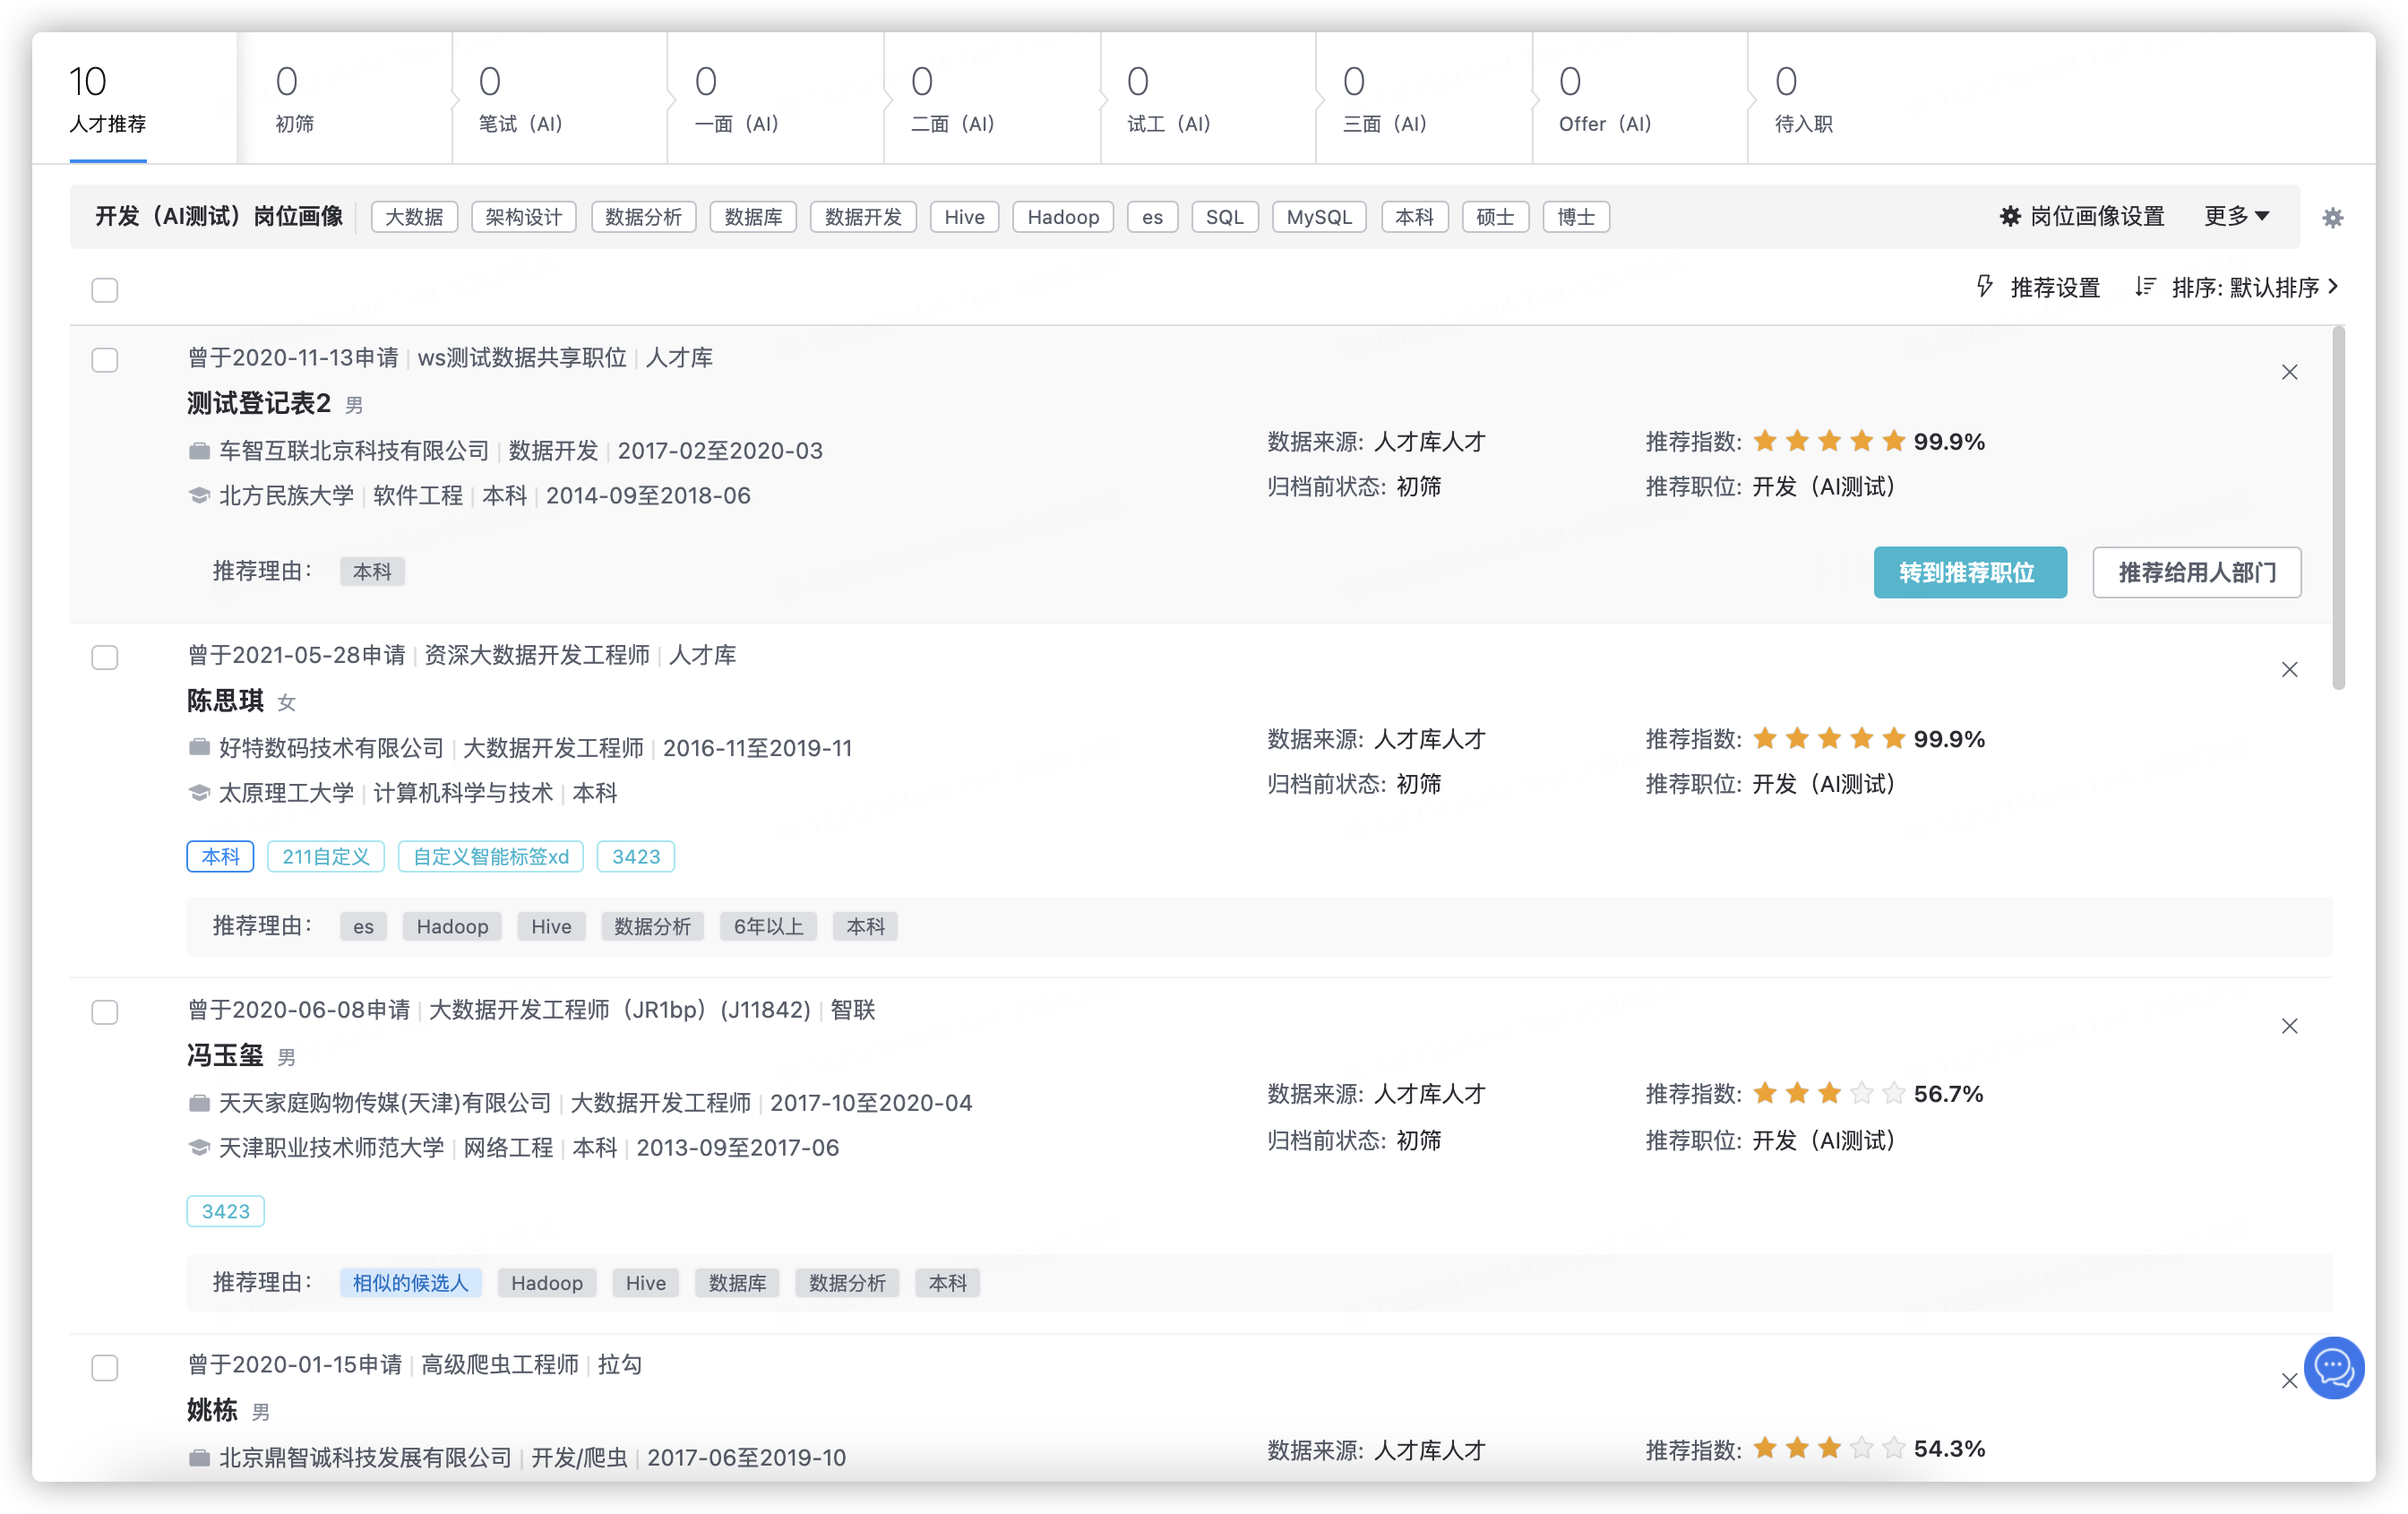 10 0 0 0 0 0 0 0 0
人才推荐 初筛 笔试（AI） 一面（AI） 二面（AI） 试工（AI） 三面（AI） Offer（AI） 待入职
开发（AI测试）岗位画像 大数据 架构设计 数据分析 数据库 数据开发 Hive Hadoop es SQL MySQL 本科 硕士 博士 岗位画像设置 更多
推荐设置 排序: 默认排序
曾于2020-11-13申请 ws测试数据共享职位 人才库
测试登记表2 男
车智互联北京科技有限公司 数据开发 2017-02至2020-03 数据来源: 人才库人才 推荐指数: 99.9%
北方民族大学 软件工程 本科 2014-09至2018-06 归档前状态: 初筛 推荐职位: 开发（AI测试）
推荐理由： 本科 转到推荐职位 推荐给用人部门
曾于2021-05-28申请 资深大数据开发工程师 人才库
陈思琪 女
好特数码技术有限公司 大数据开发工程师 2016-11至2019-11 数据来源: 人才库人才 推荐指数: 99.9%
太原理工大学 计算机科学与技术 本科 归档前状态: 初筛 推荐职位: 开发（AI测试）
本科 211自定义 自定义智能标签xd 3423
推荐理由： es Hadoop Hive 数据分析 6年以上 本科
曾于2020-06-08申请 大数据开发工程师（JR1bp）(J11842) 智联
冯玉玺 男
天天家庭购物传媒(天津)有限公司 大数据开发工程师 2017-10至2020-04 数据来源: 人才库人才 推荐指数: 56.7%
天津职业技术师范大学 网络工程 本科 2013-09至2017-06 归档前状态: 初筛 推荐职位: 开发（AI测试）
3423
推荐理由： 相似的候选人 Hadoop Hive 数据库 数据分析 本科
曾于2020-01-15申请 高级爬虫工程师 拉勾
姚栋 男
北京鼎智诚科技发展有限公司 开发/爬虫 2017-06至2019-10 数据来源: 人才库人才 推荐指数: 54.3%